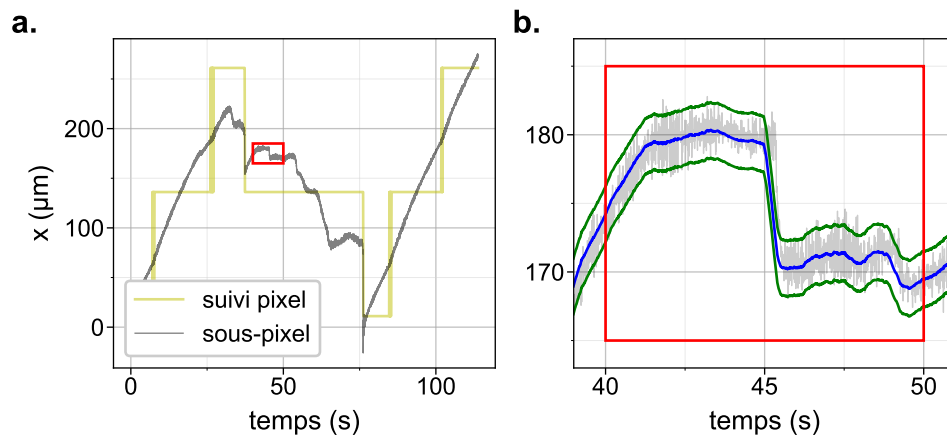 a.
x (μm)
200
100
0
suivi pixel
sous-pixel
0
50
100
temps (s)
b.
180
170
40
45
50
temps (s)